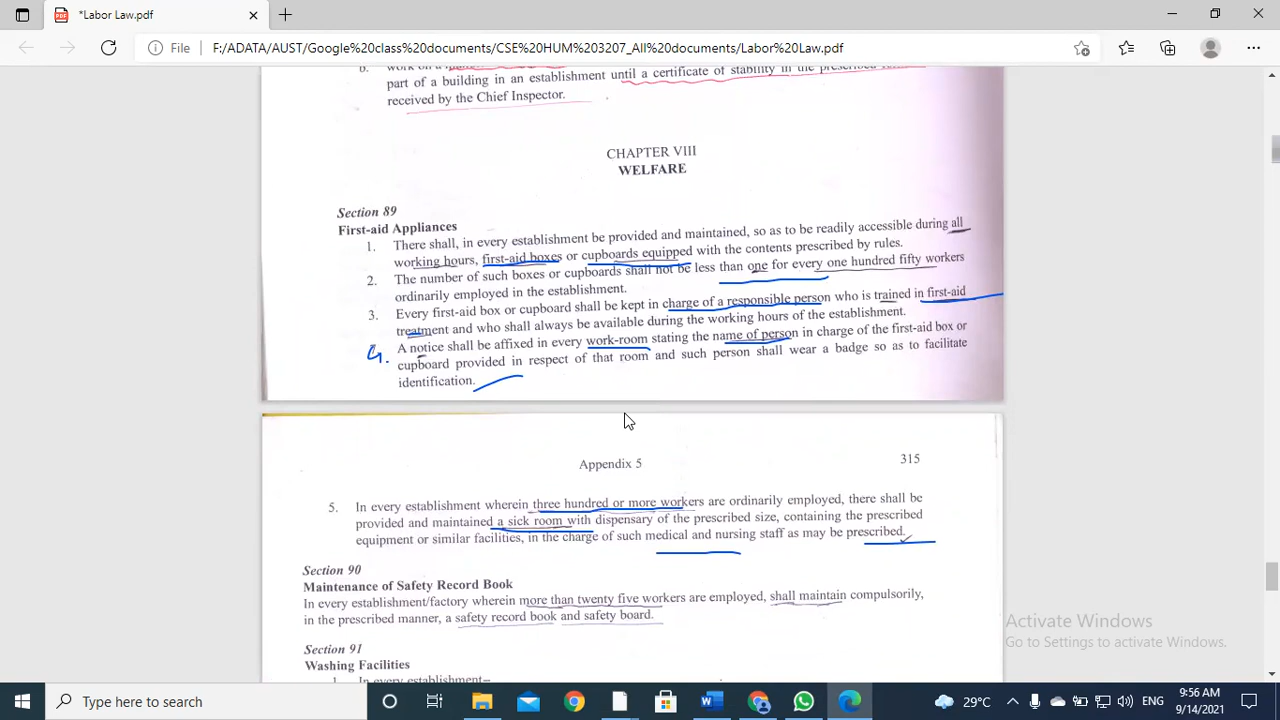 *Labor Law.pdf
File
F:/ADATA/AUST/Google%20class%20documents/CSE%20HUM%203207_All%20documents/Labor%20Law.pdf
b.
part of a building in an establishment until a certificate of stability in the prescribed
received by the Chief Inspector.
CHAPTER VIII
WELFARE
Section 89
First-aid Appliances
1. There shall, in every establishment be provided and maintained, so as to be readily accessible during all
working hours, first-aid boxes or cupboards equipped with the contents prescribed by rules.
2. The number of such boxes or cupboards shall not be less than one for every one hundred fifty workers
ordinarily employed in the establishment.
3. Every first-aid box or cupboard shall be kept in charge of a responsible person who is trained in first-aid
treatment and who shall always be available during the working hours of the establishment.
4. A notice shall be affixed in every work-room stating the name of person in charge of the first-aid box or
cupboard provided in respect of that room and such person shall wear a badge so as to facilitate
identification.
Appendix 5 315
5. In every establishment wherein three hundred or more workers are ordinarily employed, there shall be
provided and maintained a sick room with dispensary of the prescribed size, containing the prescribed
equipment or similar facilities, in the charge of such medical and nursing staff as may be prescribed.
Section 90
Maintenance of Safety Record Book
In every establishment/factory wherein more than twenty five workers are employed, shall maintain compulsorily,
in the prescribed manner, a safety record book and safety board.
Section 91
Washing Facilities
1. In every establishment–
Activate Windows
Go to Settings to activate Windows.
Type here to search
29°C
ENG
9:56 AM
9/14/2021